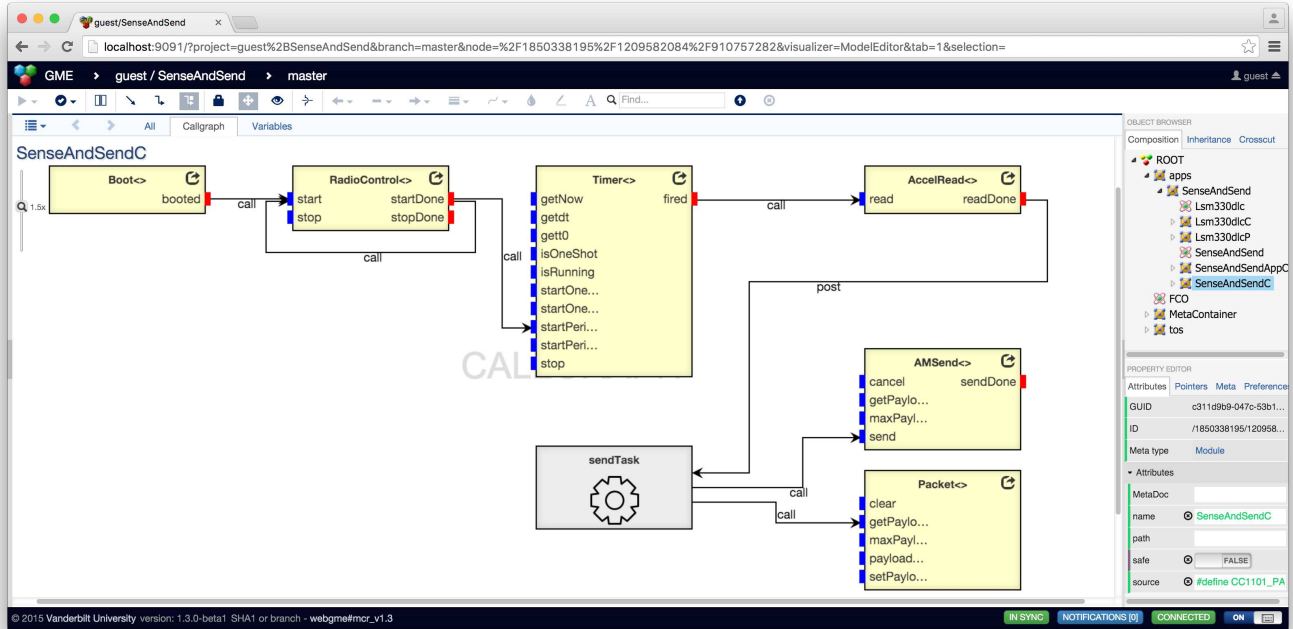 guest/SenseAndSend
localhost:9091/?project=guest%2BSenseAndSend&branch=master&node=%2F1850338195%2F1209582084%2F910757282&visualizer=ModelEditor&tab=1&selection=
GME › guest / SenseAndSend › master
guest
Find...
All Callgraph Variables
SenseAndSendC
1.5x
Boot<>
booted
call
RadioControl<>
start startDone
stop stopDone
call
call
Timer<>
getNow fired
getdt
gett0
isOneShot
isRunning
startOne...
startOne...
startPeri...
startPeri...
stop
call
AccelRead<>
read readDone
post
CAL
AMSend<>
cancel sendDone
getPaylo...
maxPayl...
send
sendTask
call
call
Packet<>
clear
getPaylo...
maxPayl...
payload...
setPaylo...
OBJECT BROWSER
Composition Inheritance Crosscut
ROOT
apps
SenseAndSend
Lsm330dlc
Lsm330dlcC
Lsm330dlcP
SenseAndSend
SenseAndSendAppC
SenseAndSendC
FCO
MetaContainer
tos
PROPERTY EDITOR
Attributes Pointers Meta Preferences
GUID c311d9b9-047c-53b1...
ID /1850338195/120958...
Meta type Module
Attributes
MetaDoc
name SenseAndSendC
path
safe FALSE
source #define CC1101_PA
© 2015 Vanderbilt University version: 1.3.0-beta1 SHA1 or branch - webgme#mcr_v1.3
IN SYNC NOTIFICATIONS [0] CONNECTED ON